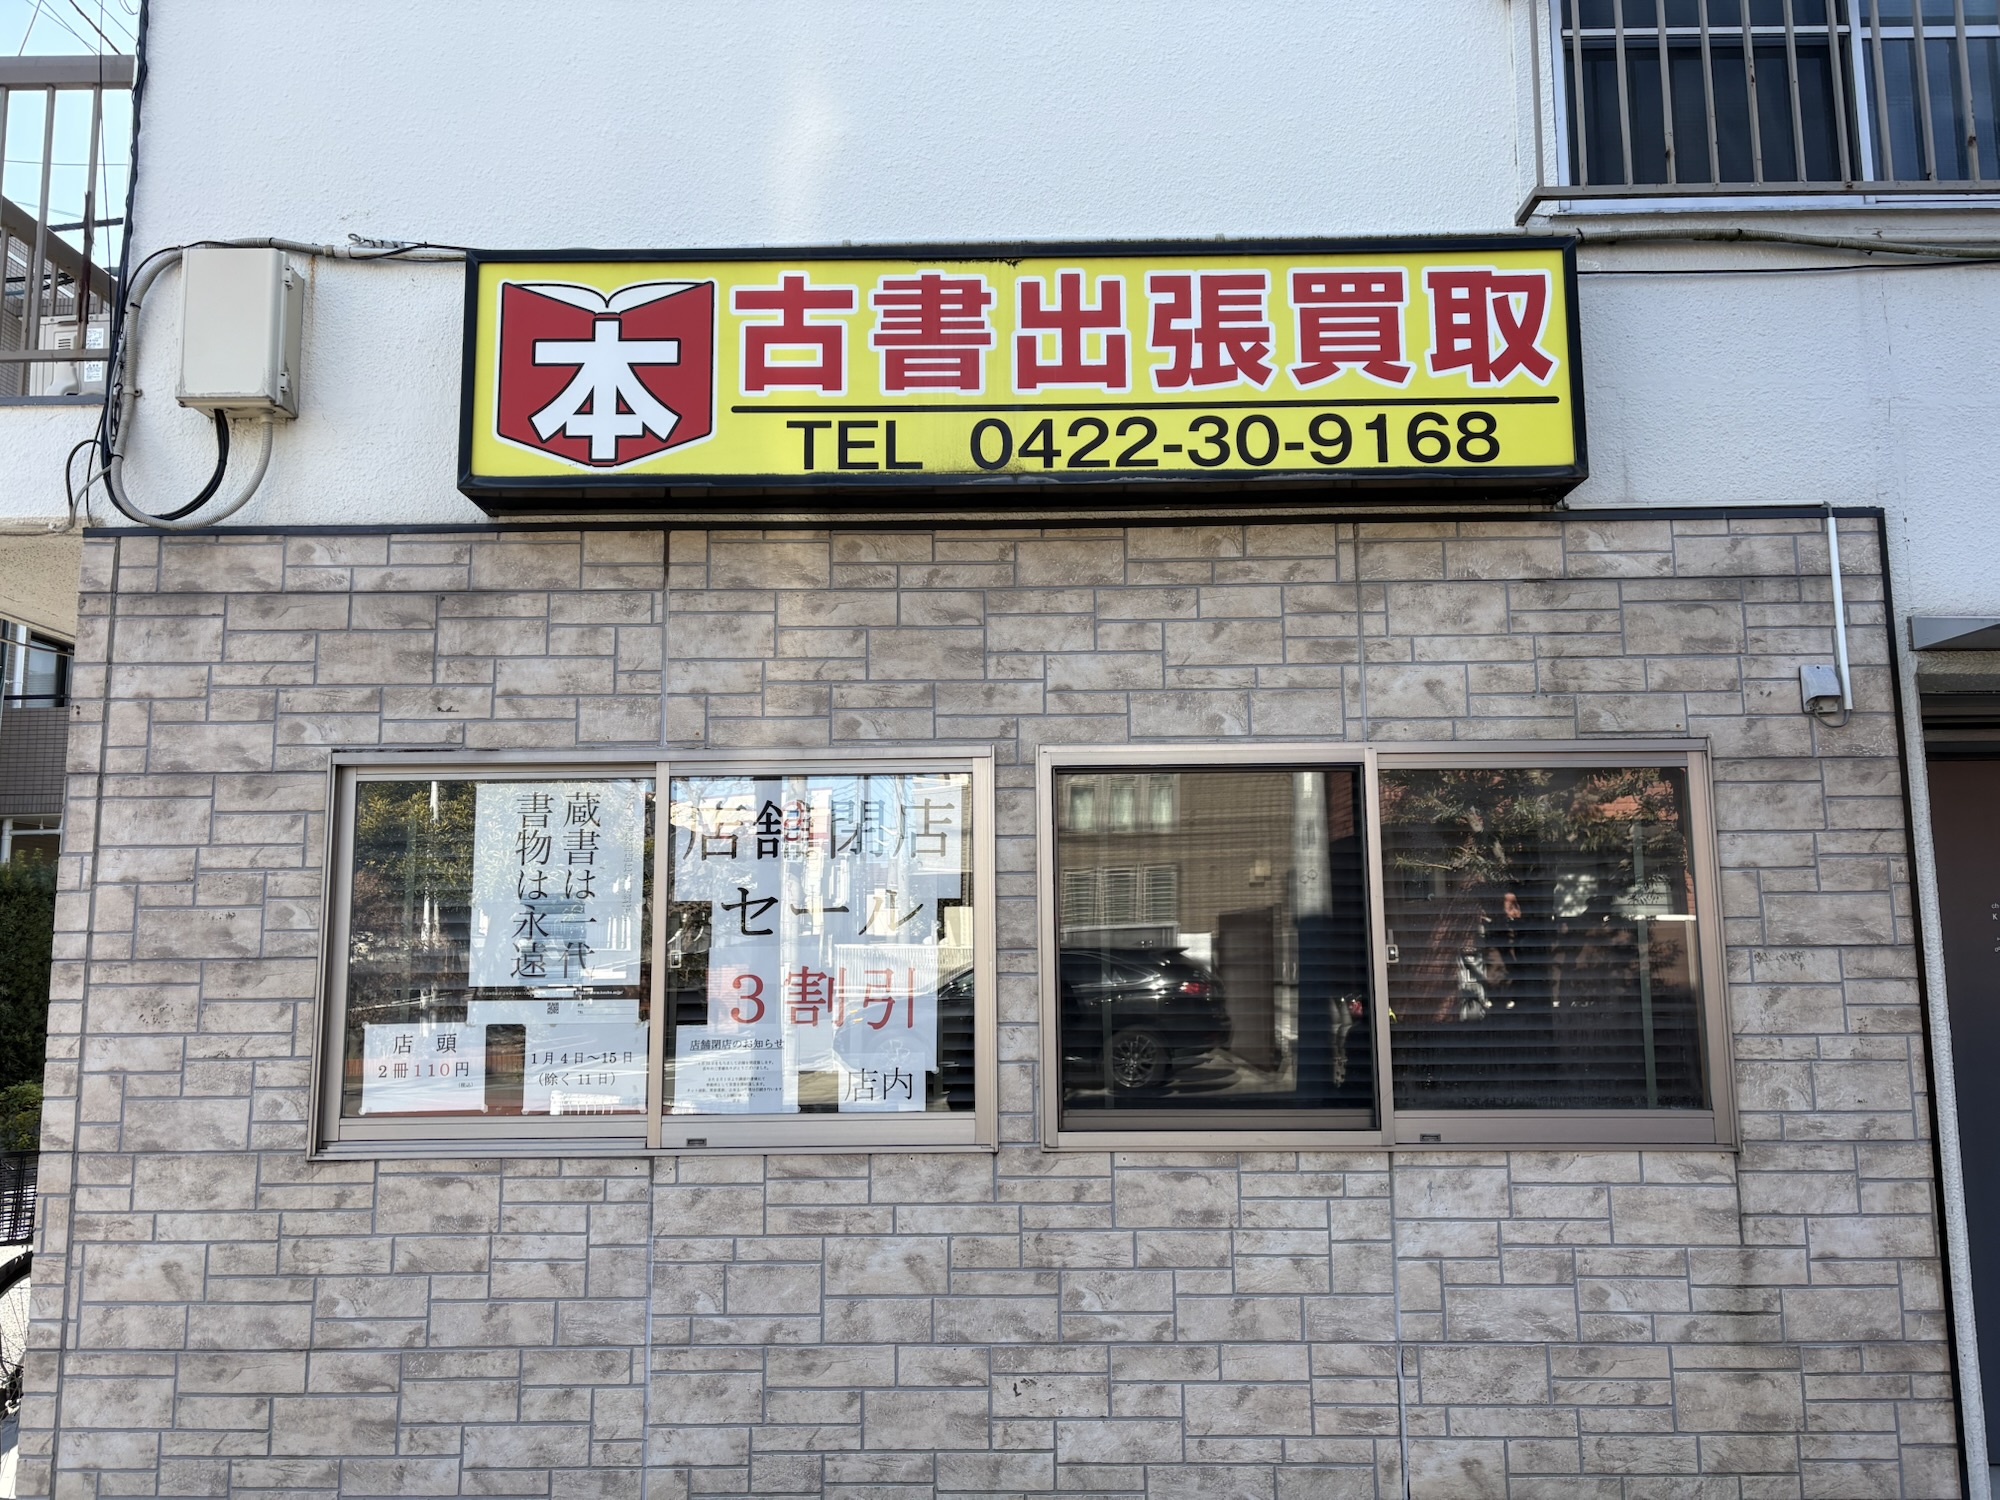 本
古書出張買取
TEL 0422-30-9168
蔵書は一代
書物は永遠
店舗閉店
セール
3割引
店頭
2冊110円
(税込)
1月4日〜15日
(除く11日)
店舗閉店のお知らせ
店内